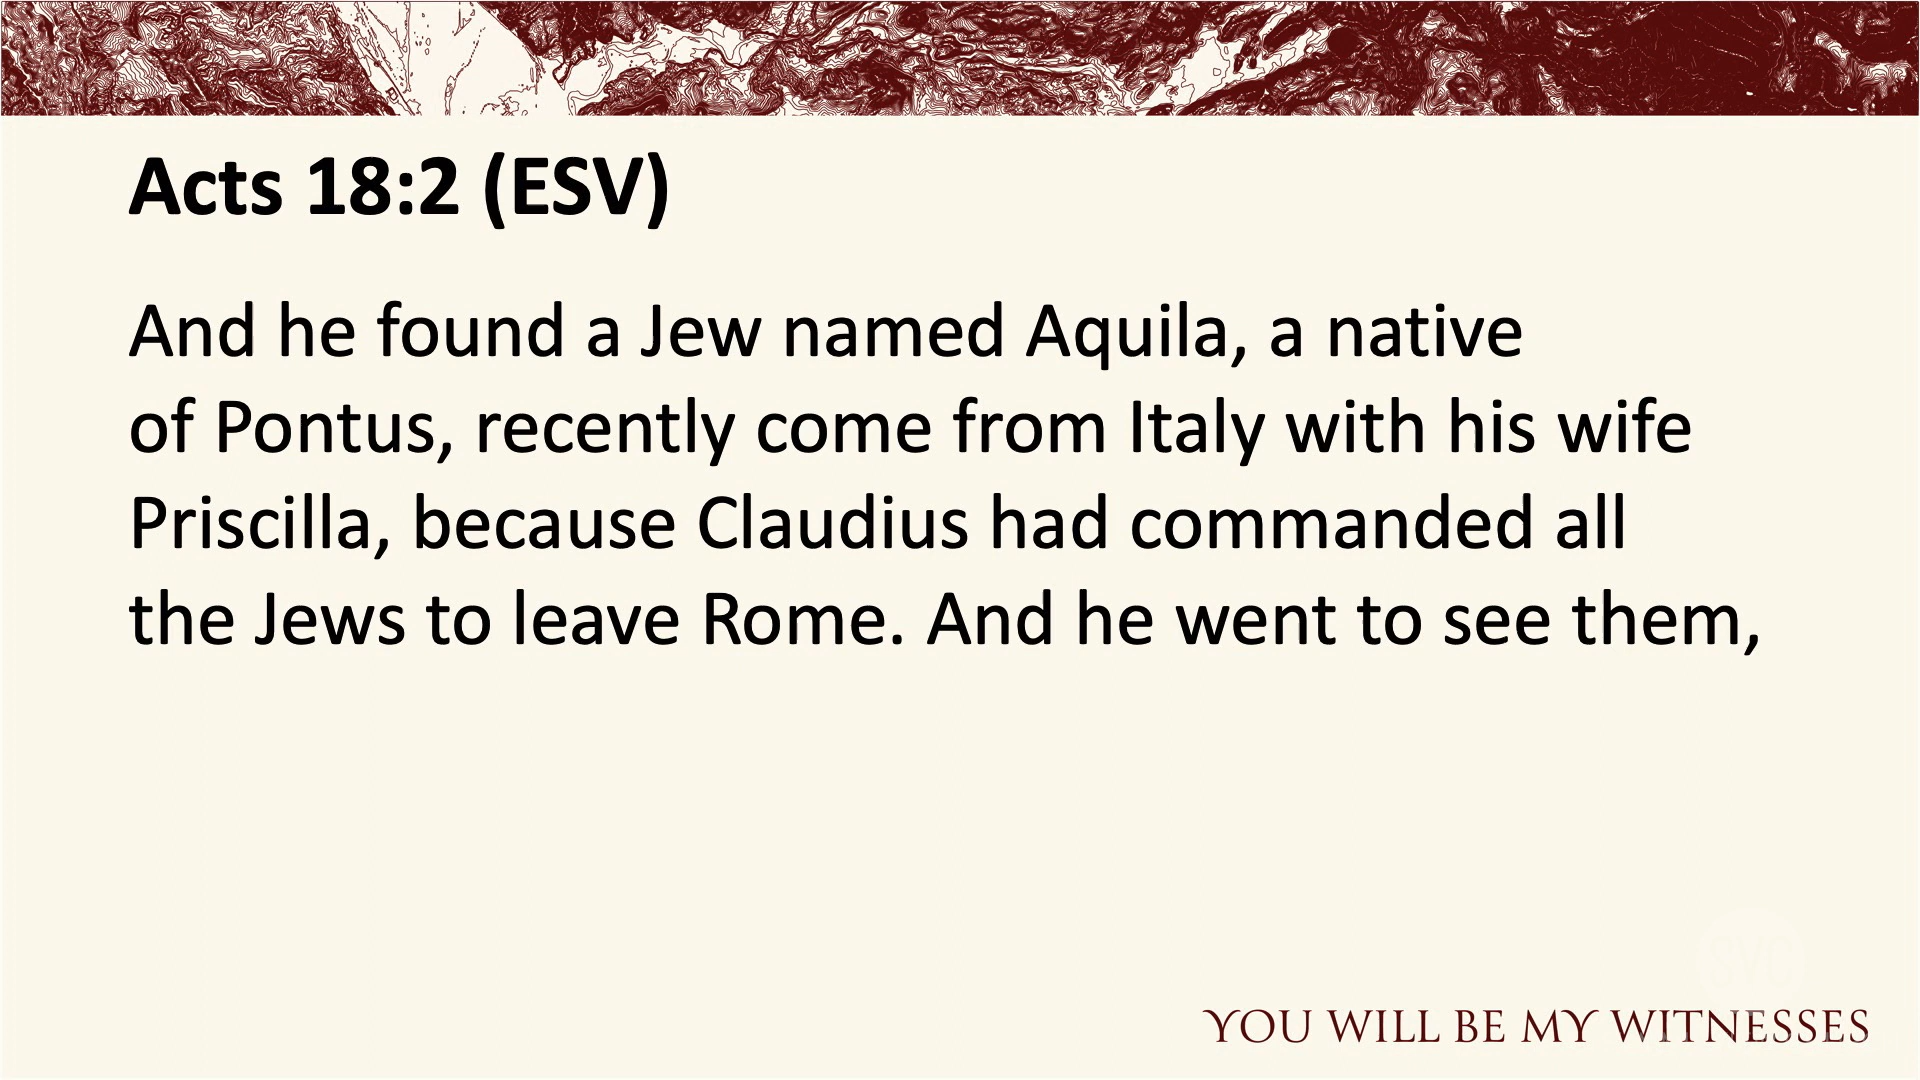 Acts 18:2 (ESV)
And he found a Jew named Aquila, a native
of Pontus, recently come from Italy with his wife
Priscilla, because Claudius had commanded all
the Jews to leave Rome. And he went to see them,
SVC
YOU WILL BE MY WITNESSES